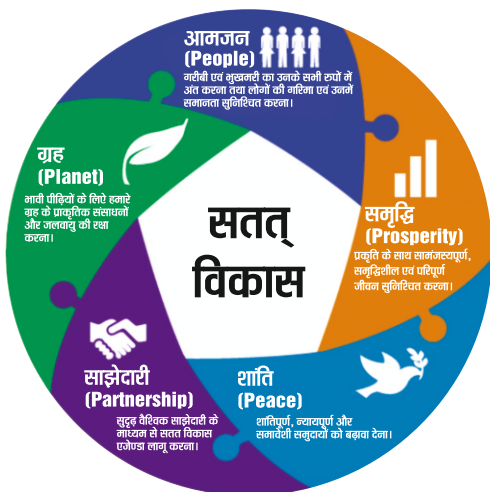 आमजन
(People)
गरीबी एवं भुखमरी का उनके सभी रुपों में
अंत करना तथा लोगों की गरिमा एवं उनमें
समानता सुनिश्चित करना।
समृद्धि
(Prosperity)
प्रकृति के साथ सामंजस्यपूर्ण,
समृद्धिशील एवं परिपूर्ण
जीवन सुनिश्चित करना।
शांति
(Peace)
शांतिपूर्ण, न्यायपूर्ण और
समावेशी समुदायों को बढ़ावा देना।
साझेदारी
(Partnership)
सुदृढ़ वैश्विक साझेदारी के
माध्यम से सतत विकास
एजेण्डा लागू करना।
ग्रह
(Planet)
भावी पीढ़ियों के लिऐ हमारे
ग्रह के प्राकृतिक संसाधनों
और जलवायु की रक्षा
करना।
सतत्
विकास